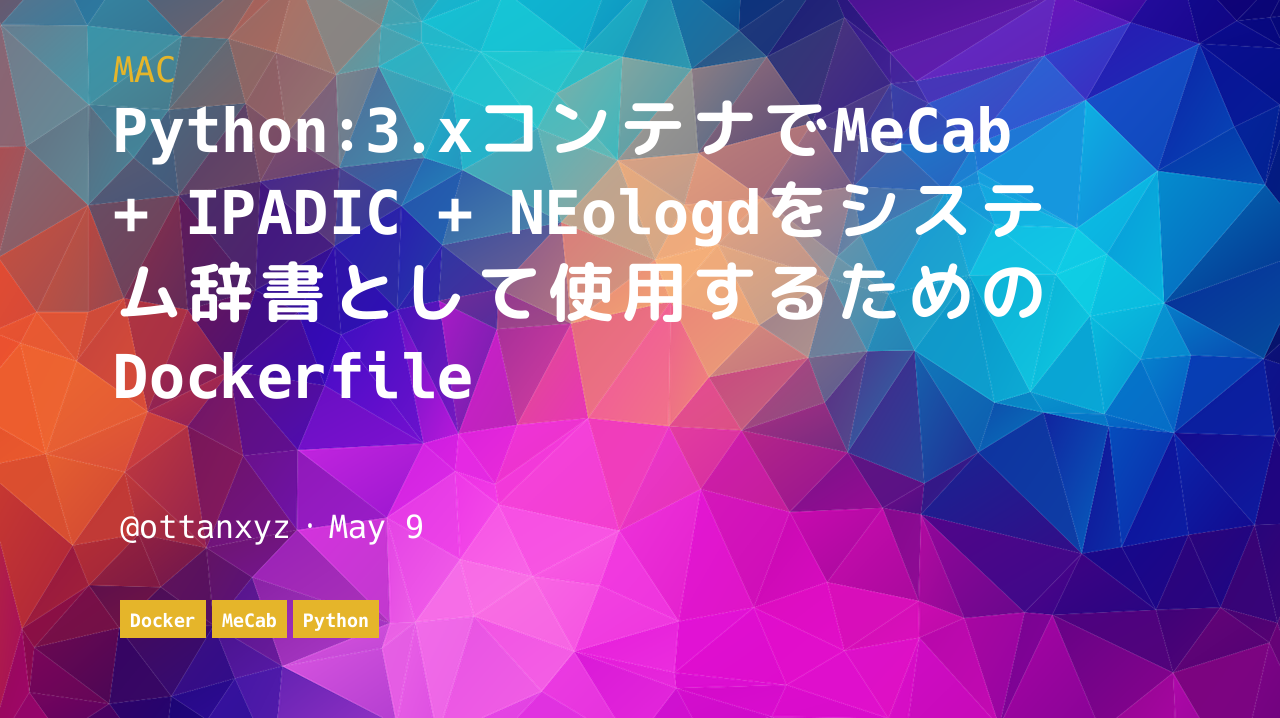 MAC
Python:3.xコンテナでMeCab
+ IPADIC + NEologdをシステ
ム辞書として使用するための
Dockerfile
@ottanxyz · May 9
Docker MeCab Python